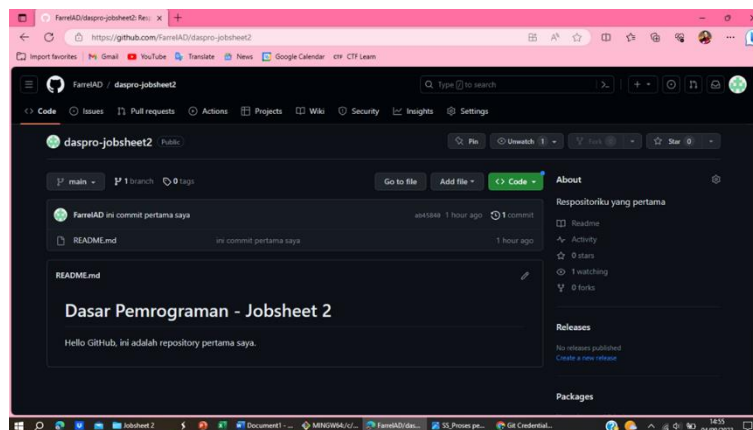 FarrelAD/daspro-jobsheet2: Resp
https://github.com/FarrelAD/daspro-jobsheet2
Import favorites Gmail YouTube Translate News Google Calendar CTF CTF Learn
FarrelAD / daspro-jobsheet2 Type / to search
Code Issues Pull requests Actions Projects Wiki Security Insights Settings
daspro-jobsheet2 Public Pin Unwatch 1 Fork 0 Star 0
main 1 branch 0 tags Go to file Add file Code About
Respositoriku yang pertama
FarrelAD ini commit pertama saya 1 hour ago 1 commit
README.md ini commit pertama saya 1 hour ago
Readme
Activity
0 stars
1 watching
0 forks
README.md
Dasar Pemrograman - Jobsheet 2
Hello GitHub, ini adalah repository pertama saya.
Releases
No releases published
Create a new release
Packages
Jobsheet 2 Document1 - ... MINGW64:/c/... FarrelAD/das... SS_Proses pe... Git Credential... 14:55